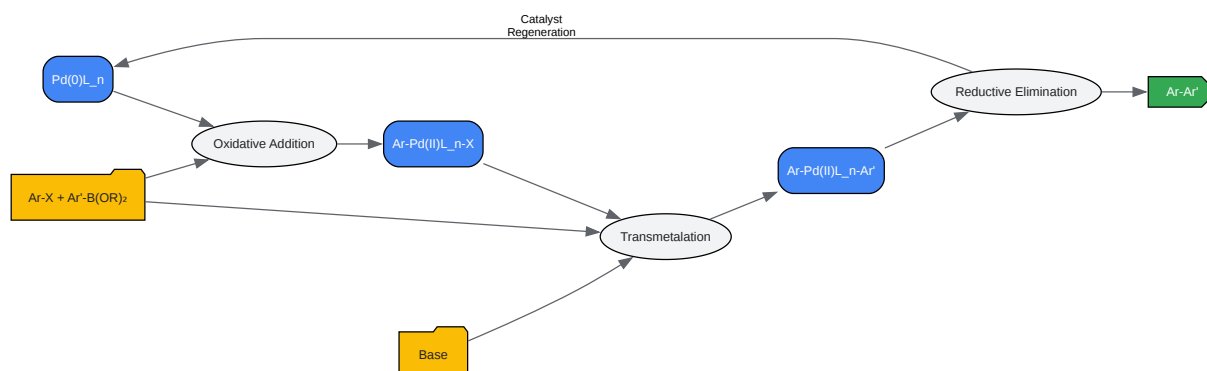 Catalyst
Regeneration
Pd(0)L_n
Reductive Elimination
Ar-Ar'
Oxidative Addition
Ar-Pd(II)L_n-X
Ar-Pd(II)L_n-Ar'
Ar-X + Ar'-B(OR)₂
Transmetalation
Base